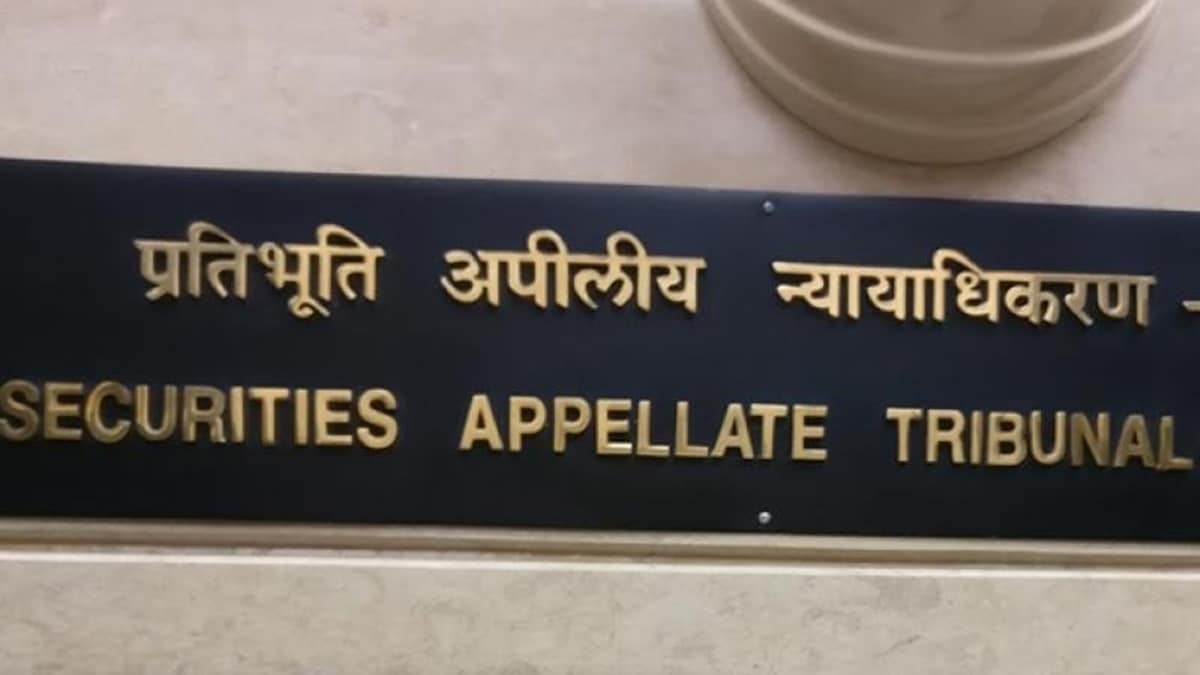 प्रतिभूति अपीलीय न्यायाधिकरण -
SECURITIES APPELLATE TRIBUNAL